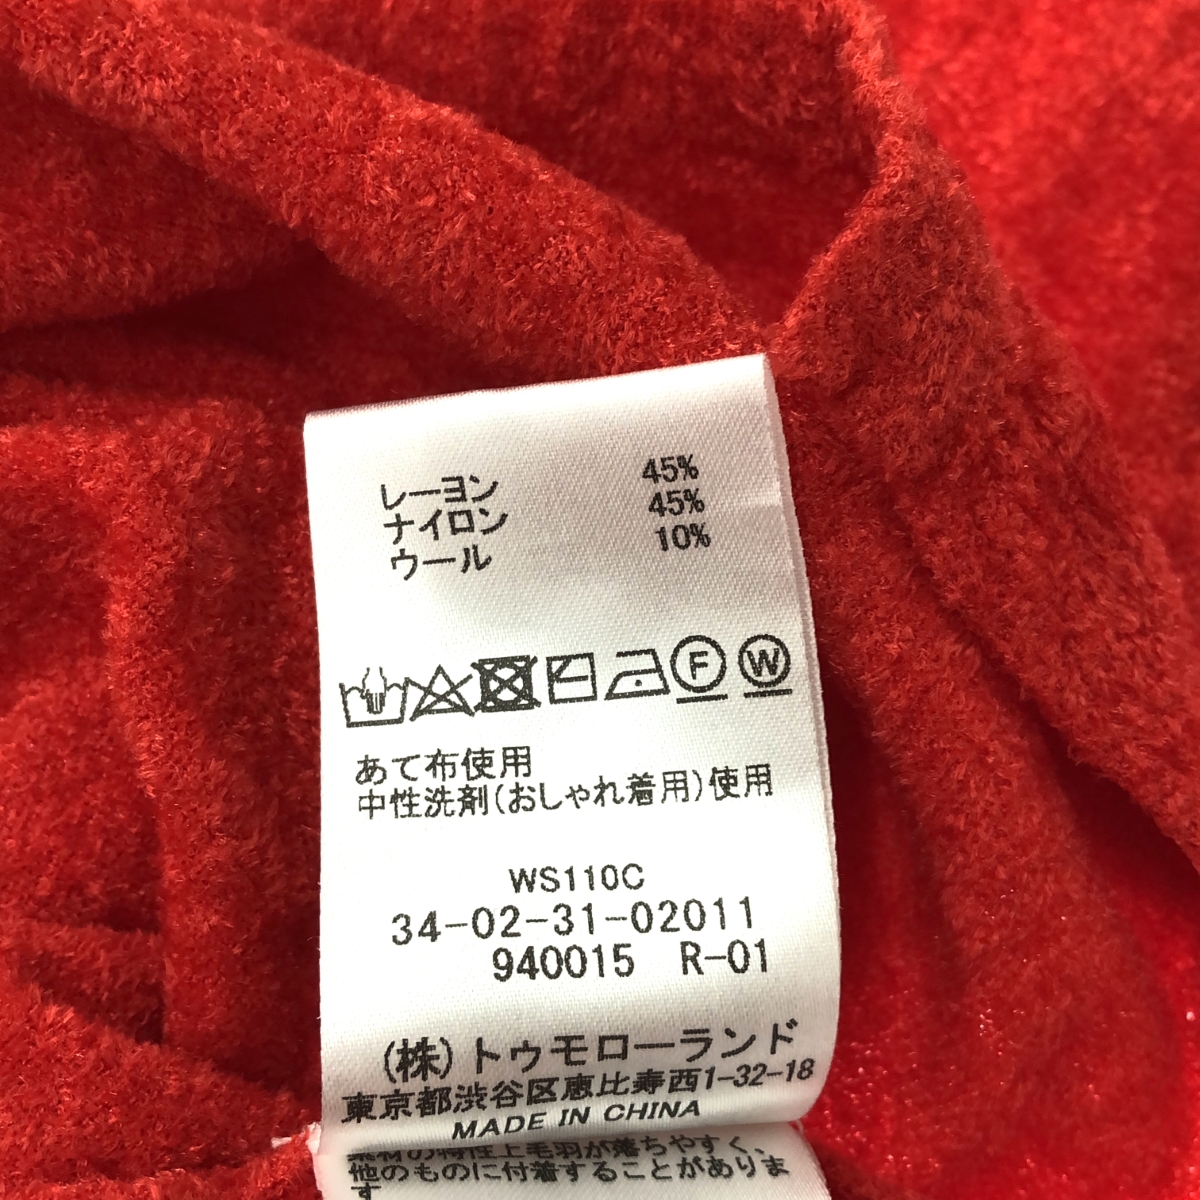 レーヨン 45%
ナイロン 45%
ウール 10%
F W
あて布使用
中性洗剤(おしゃれ着用)使用
WS110C
34-02-31-02011
940015 R-01
(株)トゥモローランド
東京都渋谷区恵比寿西1-32-18
MADE IN CHINA
素材の特性上毛羽が落ちやすく、
他のものに付着することがありま
す